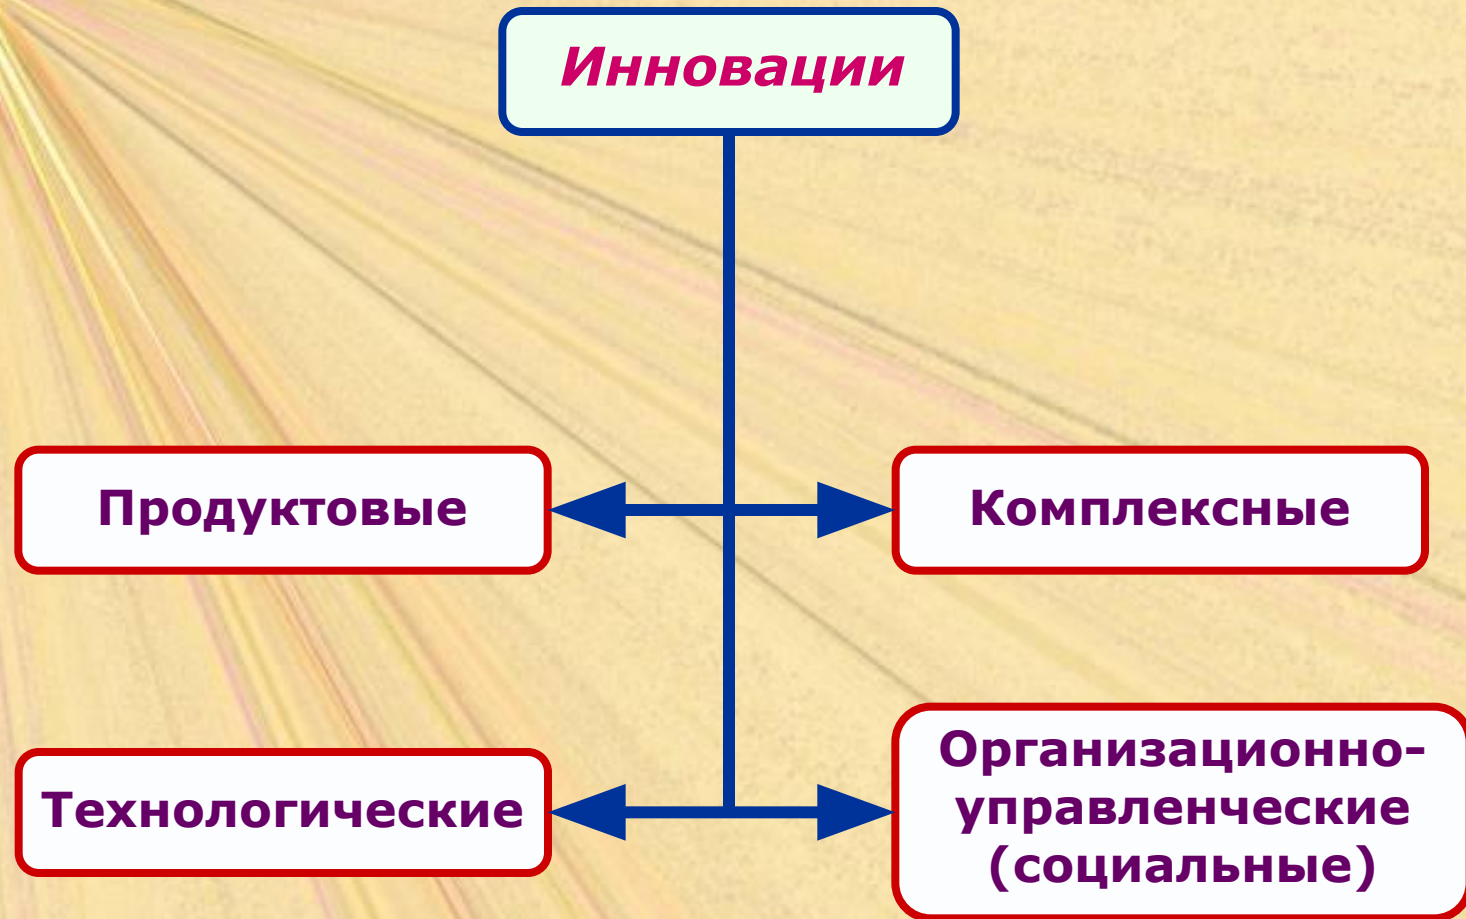 Инновации
Продуктовые
Комплексные
Технологические
Организационно-
управленческие
(социальные)